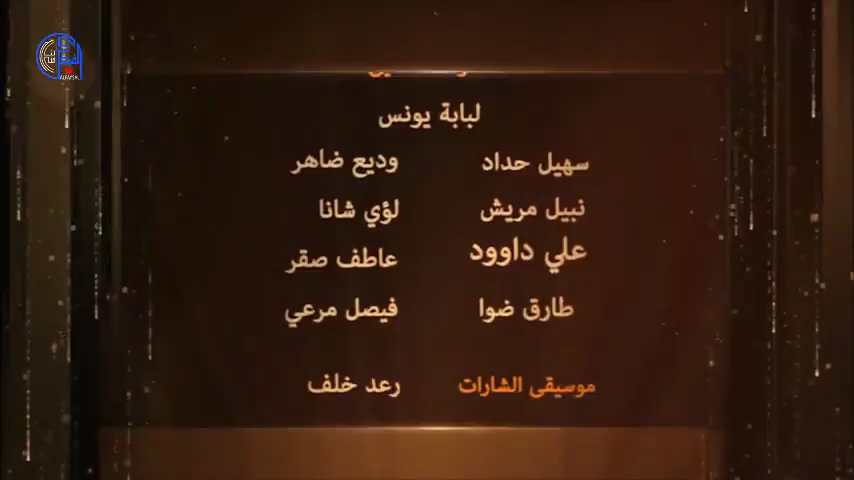 لبابة يونس
سهيل حداد وديع ضاهر
نبيل مريش لؤي شانا
علي داوود عاطف صقر
طارق ضوا فيصل مرعي
موسيقى الشارات رعد خلف